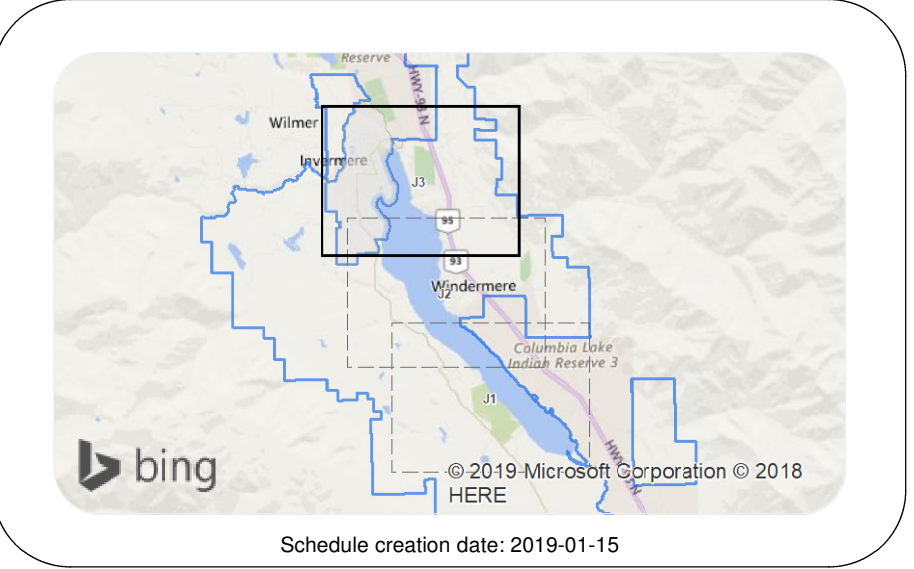 Reserve
HWY-93 N
Wilmer
Invermere
J3
95
93
Windermere
J2
Columbia Lake
Indian Reserve 3
J1
HWY-93 N
bing
© 2019 Microsoft Corporation © 2018
HERE
Schedule creation date: 2019-01-15